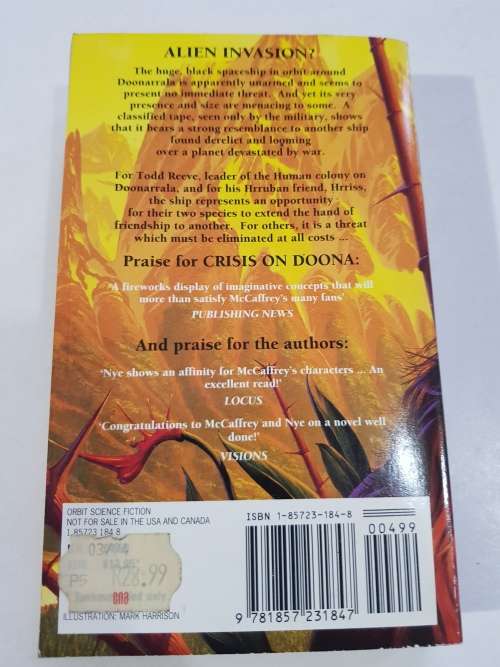 ALIEN INVASION?
The huge, black spaceship in orbit around
Doonarrala is apparently unarmed and seems to
present no immediate threat. And yet its very
presence and size are menacing to some. A
classified tape, seen only by the military, shows
that it bears a strong resemblance to another ship
found derelict and looming
over a planet devastated by war.
For Todd Reeve, leader of the Human colony on
Doonarrala, and for his Hrruban friend, Hrriss,
the ship represents an opportunity
for their two species to extend the hand of
friendship to another. For others, it is a threat
which must be eliminated at all costs ...
Praise for CRISIS ON DOONA:
'A fireworks display of imaginative concepts that will
more than satisfy McCaffrey's many fans'
PUBLISHING NEWS
And praise for the authors:
'Nye shows an affinity for McCaffrey's characters ... An
excellent read!'
LOCUS
'Congratulations to McCaffrey and Nye on a novel well
done!'
VISIONS
ORBIT SCIENCE FICTION
NOT FOR SALE IN THE USA AND CANADA
1-85723 184 8
R28.99
cna
ILLUSTRATION: MARK HARRISON
ISBN 1-85723-184-8
00499
9 781857 231847